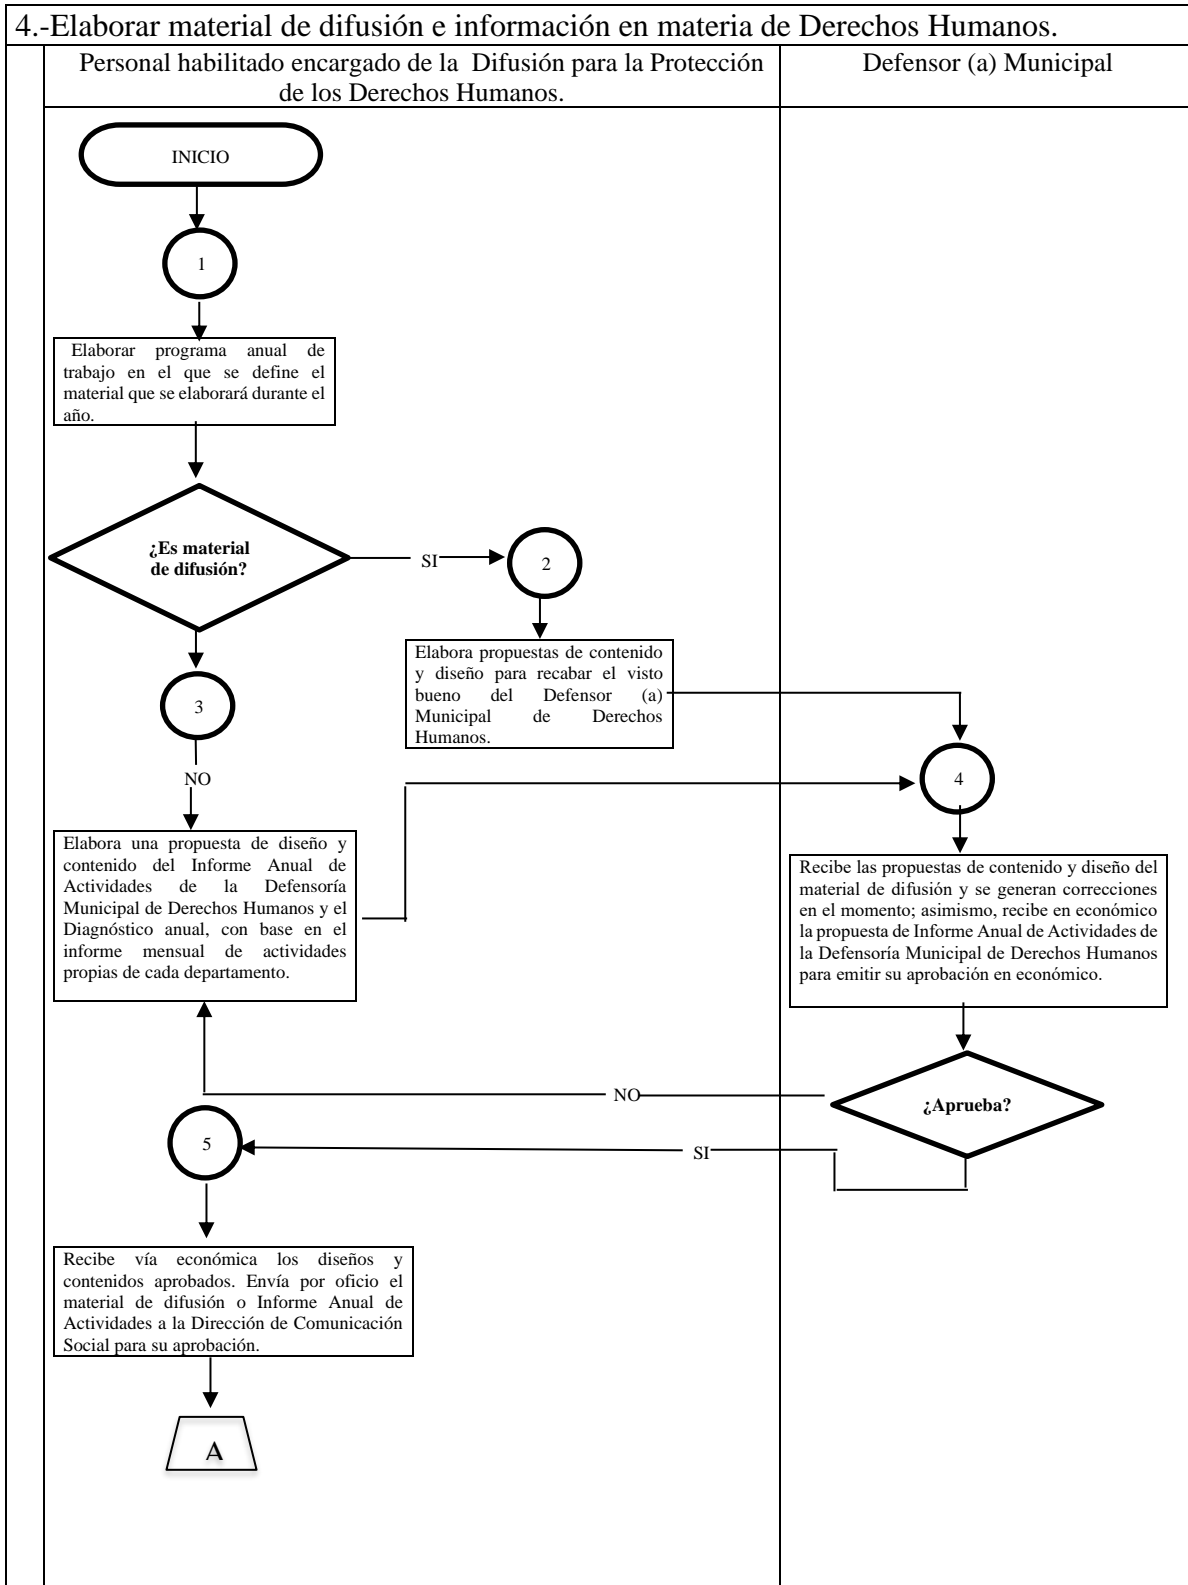 4.-Elaborar material de difusión e información en materia de Derechos Humanos.
Personal habilitado encargado de la Difusión para la Protección
de los Derechos Humanos.
Defensor (a) Municipal
INICIO
1
Elaborar programa anual de
trabajo en el que se define el
material que se elaborará durante el
año.
¿Es material
de difusión?
SI
2
Elabora propuestas de contenido
y diseño para recabar el visto
bueno del Defensor (a)
Municipal de Derechos
Humanos.
3
NO
4
Elabora una propuesta de diseño y
contenido del Informe Anual de
Actividades de la Defensoría
Municipal de Derechos Humanos y el
Diagnóstico anual, con base en el
informe mensual de actividades
propias de cada departamento.
Recibe las propuestas de contenido y diseño del
material de difusión y se generan correcciones
en el momento; asimismo, recibe en económico
la propuesta de Informe Anual de Actividades de
la Defensoría Municipal de Derechos Humanos
para emitir su aprobación en económico.
¿Aprueba?
NO
SI
5
Recibe vía económica los diseños y
contenidos aprobados. Envía por oficio el
material de difusión o Informe Anual de
Actividades a la Dirección de Comunicación
Social para su aprobación.
A